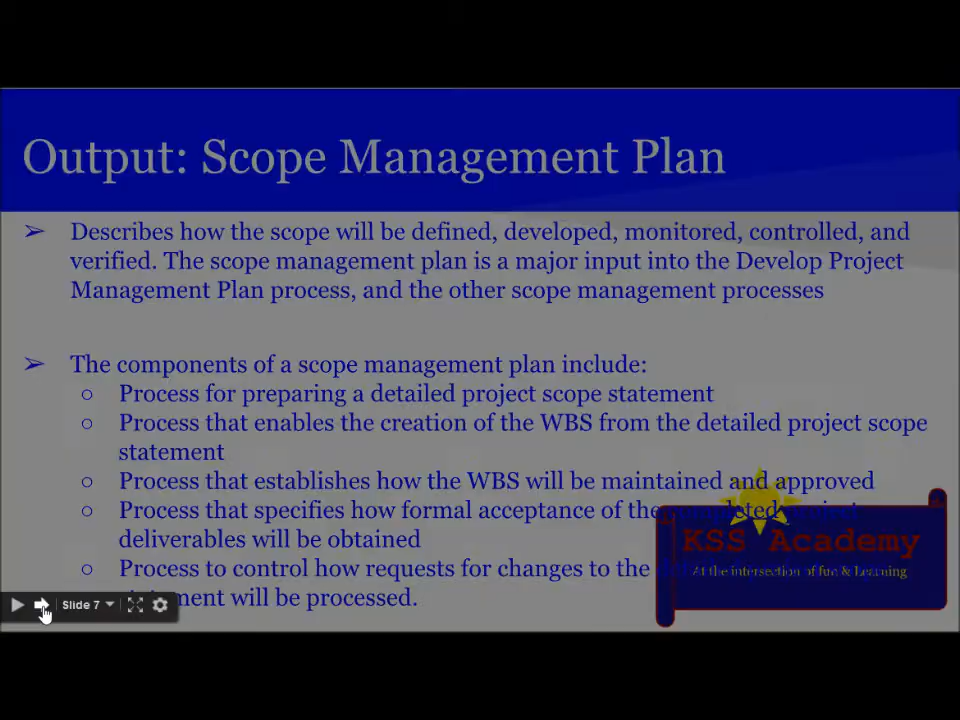 Output: Scope Management Plan
➢ Describes how the scope will be defined, developed, monitored, controlled, and
verified. The scope management plan is a major input into the Develop Project
Management Plan process, and the other scope management processes
➢ The components of a scope management plan include:
○ Process for preparing a detailed project scope statement
○ Process that enables the creation of the WBS from the detailed project scope
statement
○ Process that establishes how the WBS will be maintained and approved
○ Process that specifies how formal acceptance of the completed project
deliverables will be obtained
○ Process to control how requests for changes to the
will be processed.
KSS Academy
At the intersection of fun & Learning
Slide 7